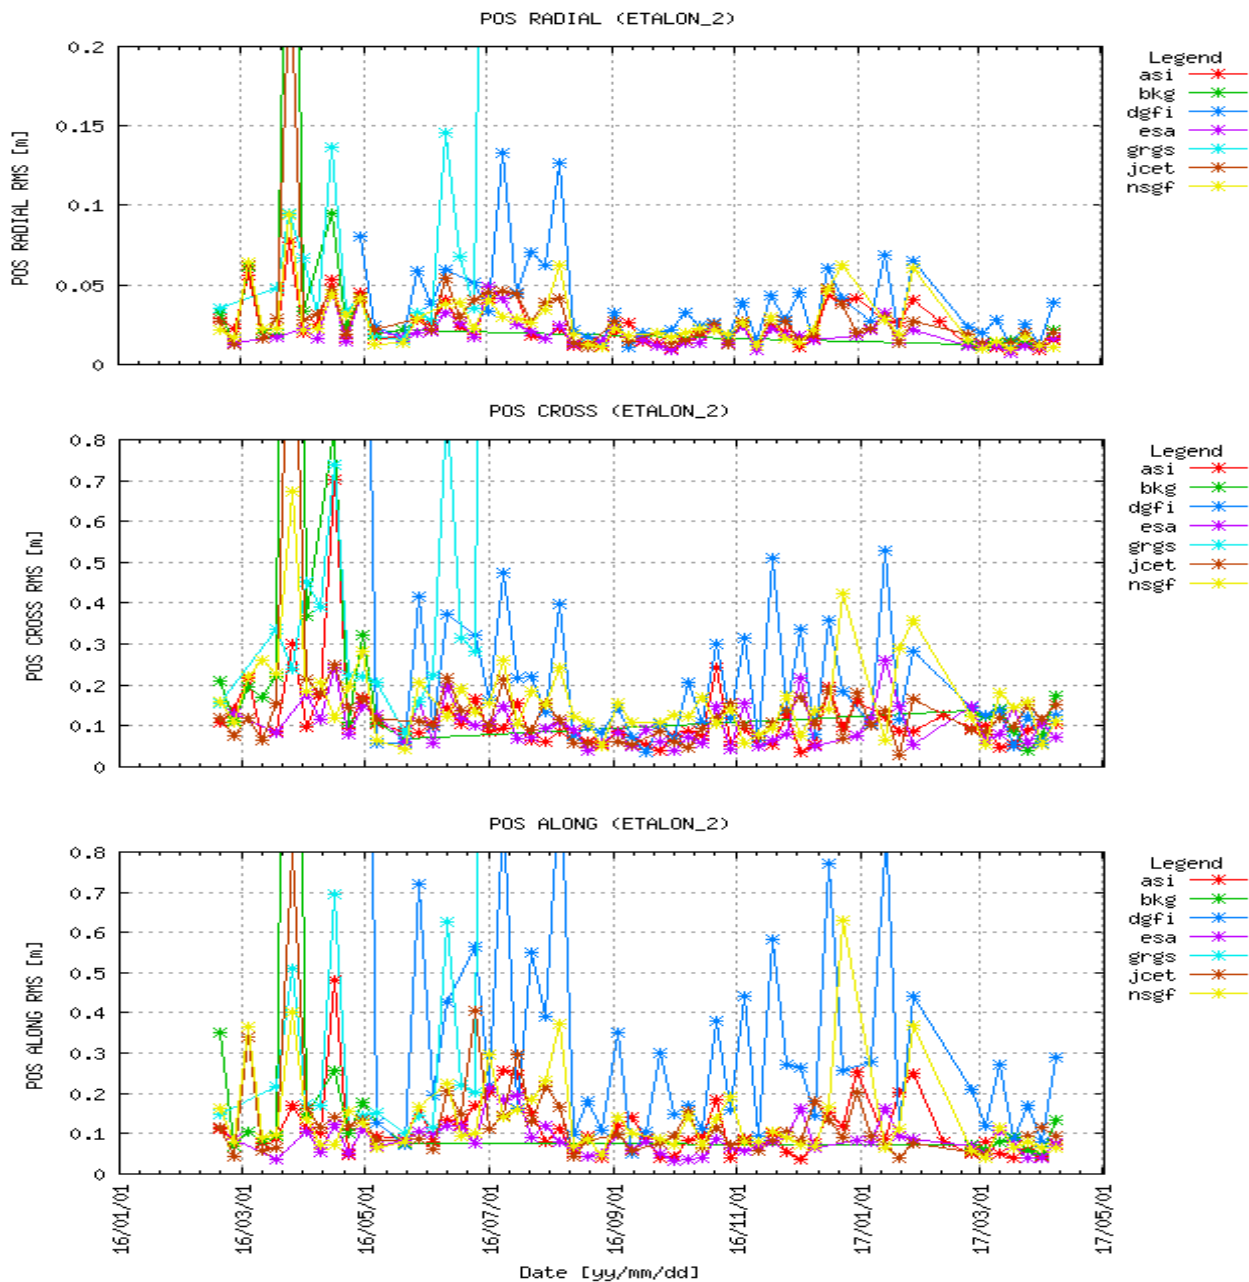 POS RADIAL (ETALON_2)
0.2
0.15
0.1
0.05
0
POS RADIAL RMS [m]
Legend
asi
bkg
dgfi
esa
grgs
jcet
nsgf
POS CROSS (ETALON_2)
0.8
0.7
0.6
0.5
0.4
0.3
0.2
0.1
0
POS CROSS RMS [m]
Legend
asi
bkg
dgfi
esa
grgs
jcet
nsgf
POS ALONG (ETALON_2)
0.8
0.7
0.6
0.5
0.4
0.3
0.2
0.1
0
POS ALONG RMS [m]
Legend
asi
bkg
dgfi
esa
grgs
jcet
nsgf
16/01/01
16/03/01
16/05/01
16/07/01
16/09/01
16/11/01
17/01/01
17/03/01
17/05/01
Date [yy/mm/dd]